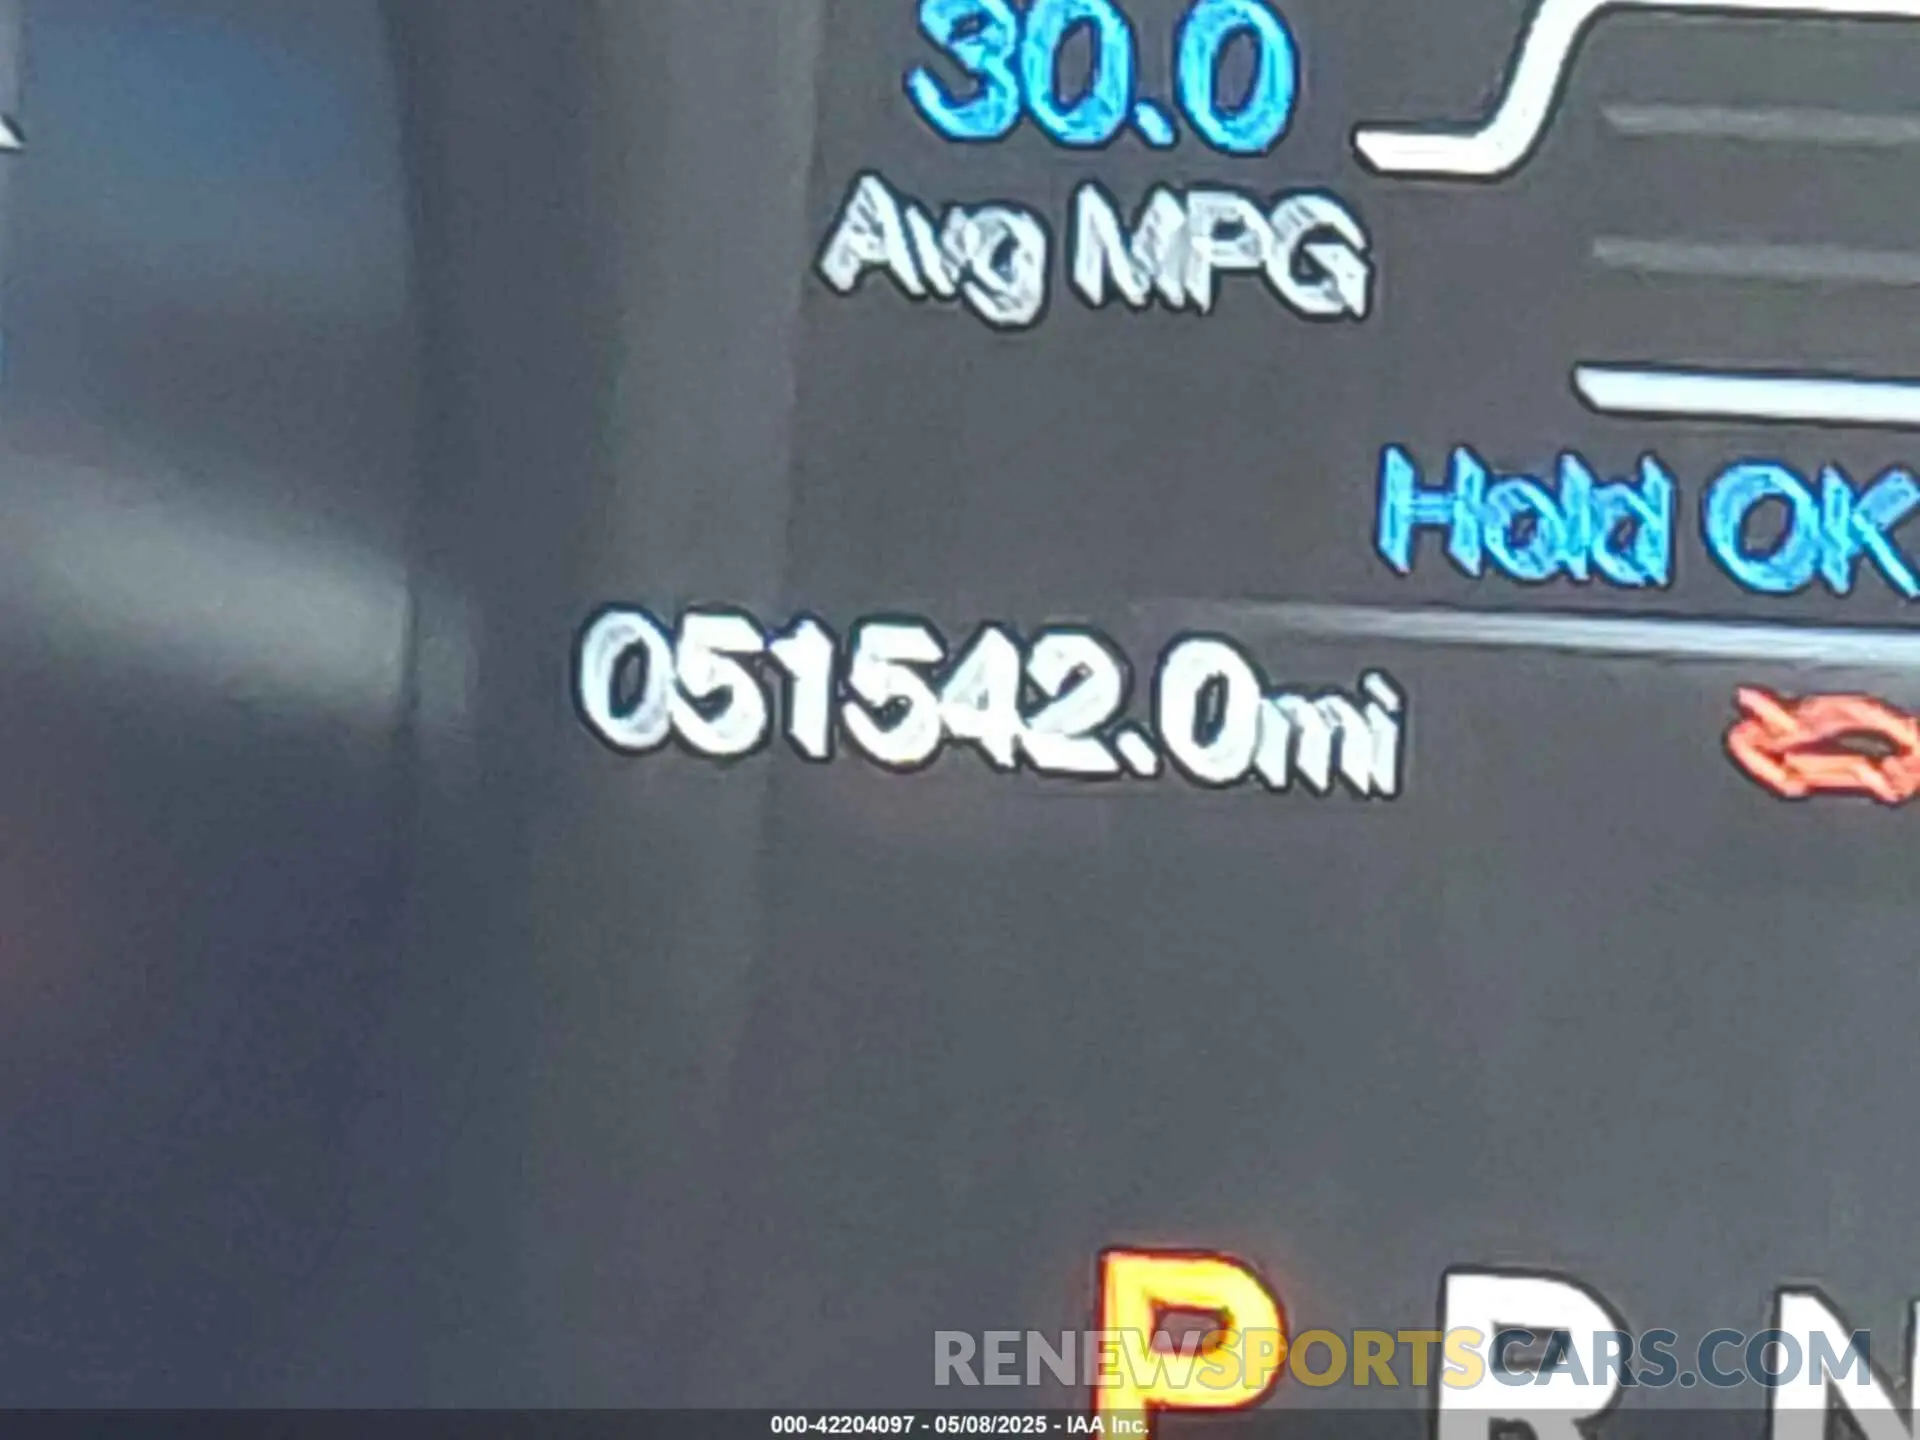 30.0
Avg MPG
Hold OK
051542.0mi
P R N
RENEWSPORTSCARS.COM
000-42204097 - 05/08/2025 - IAA Inc.